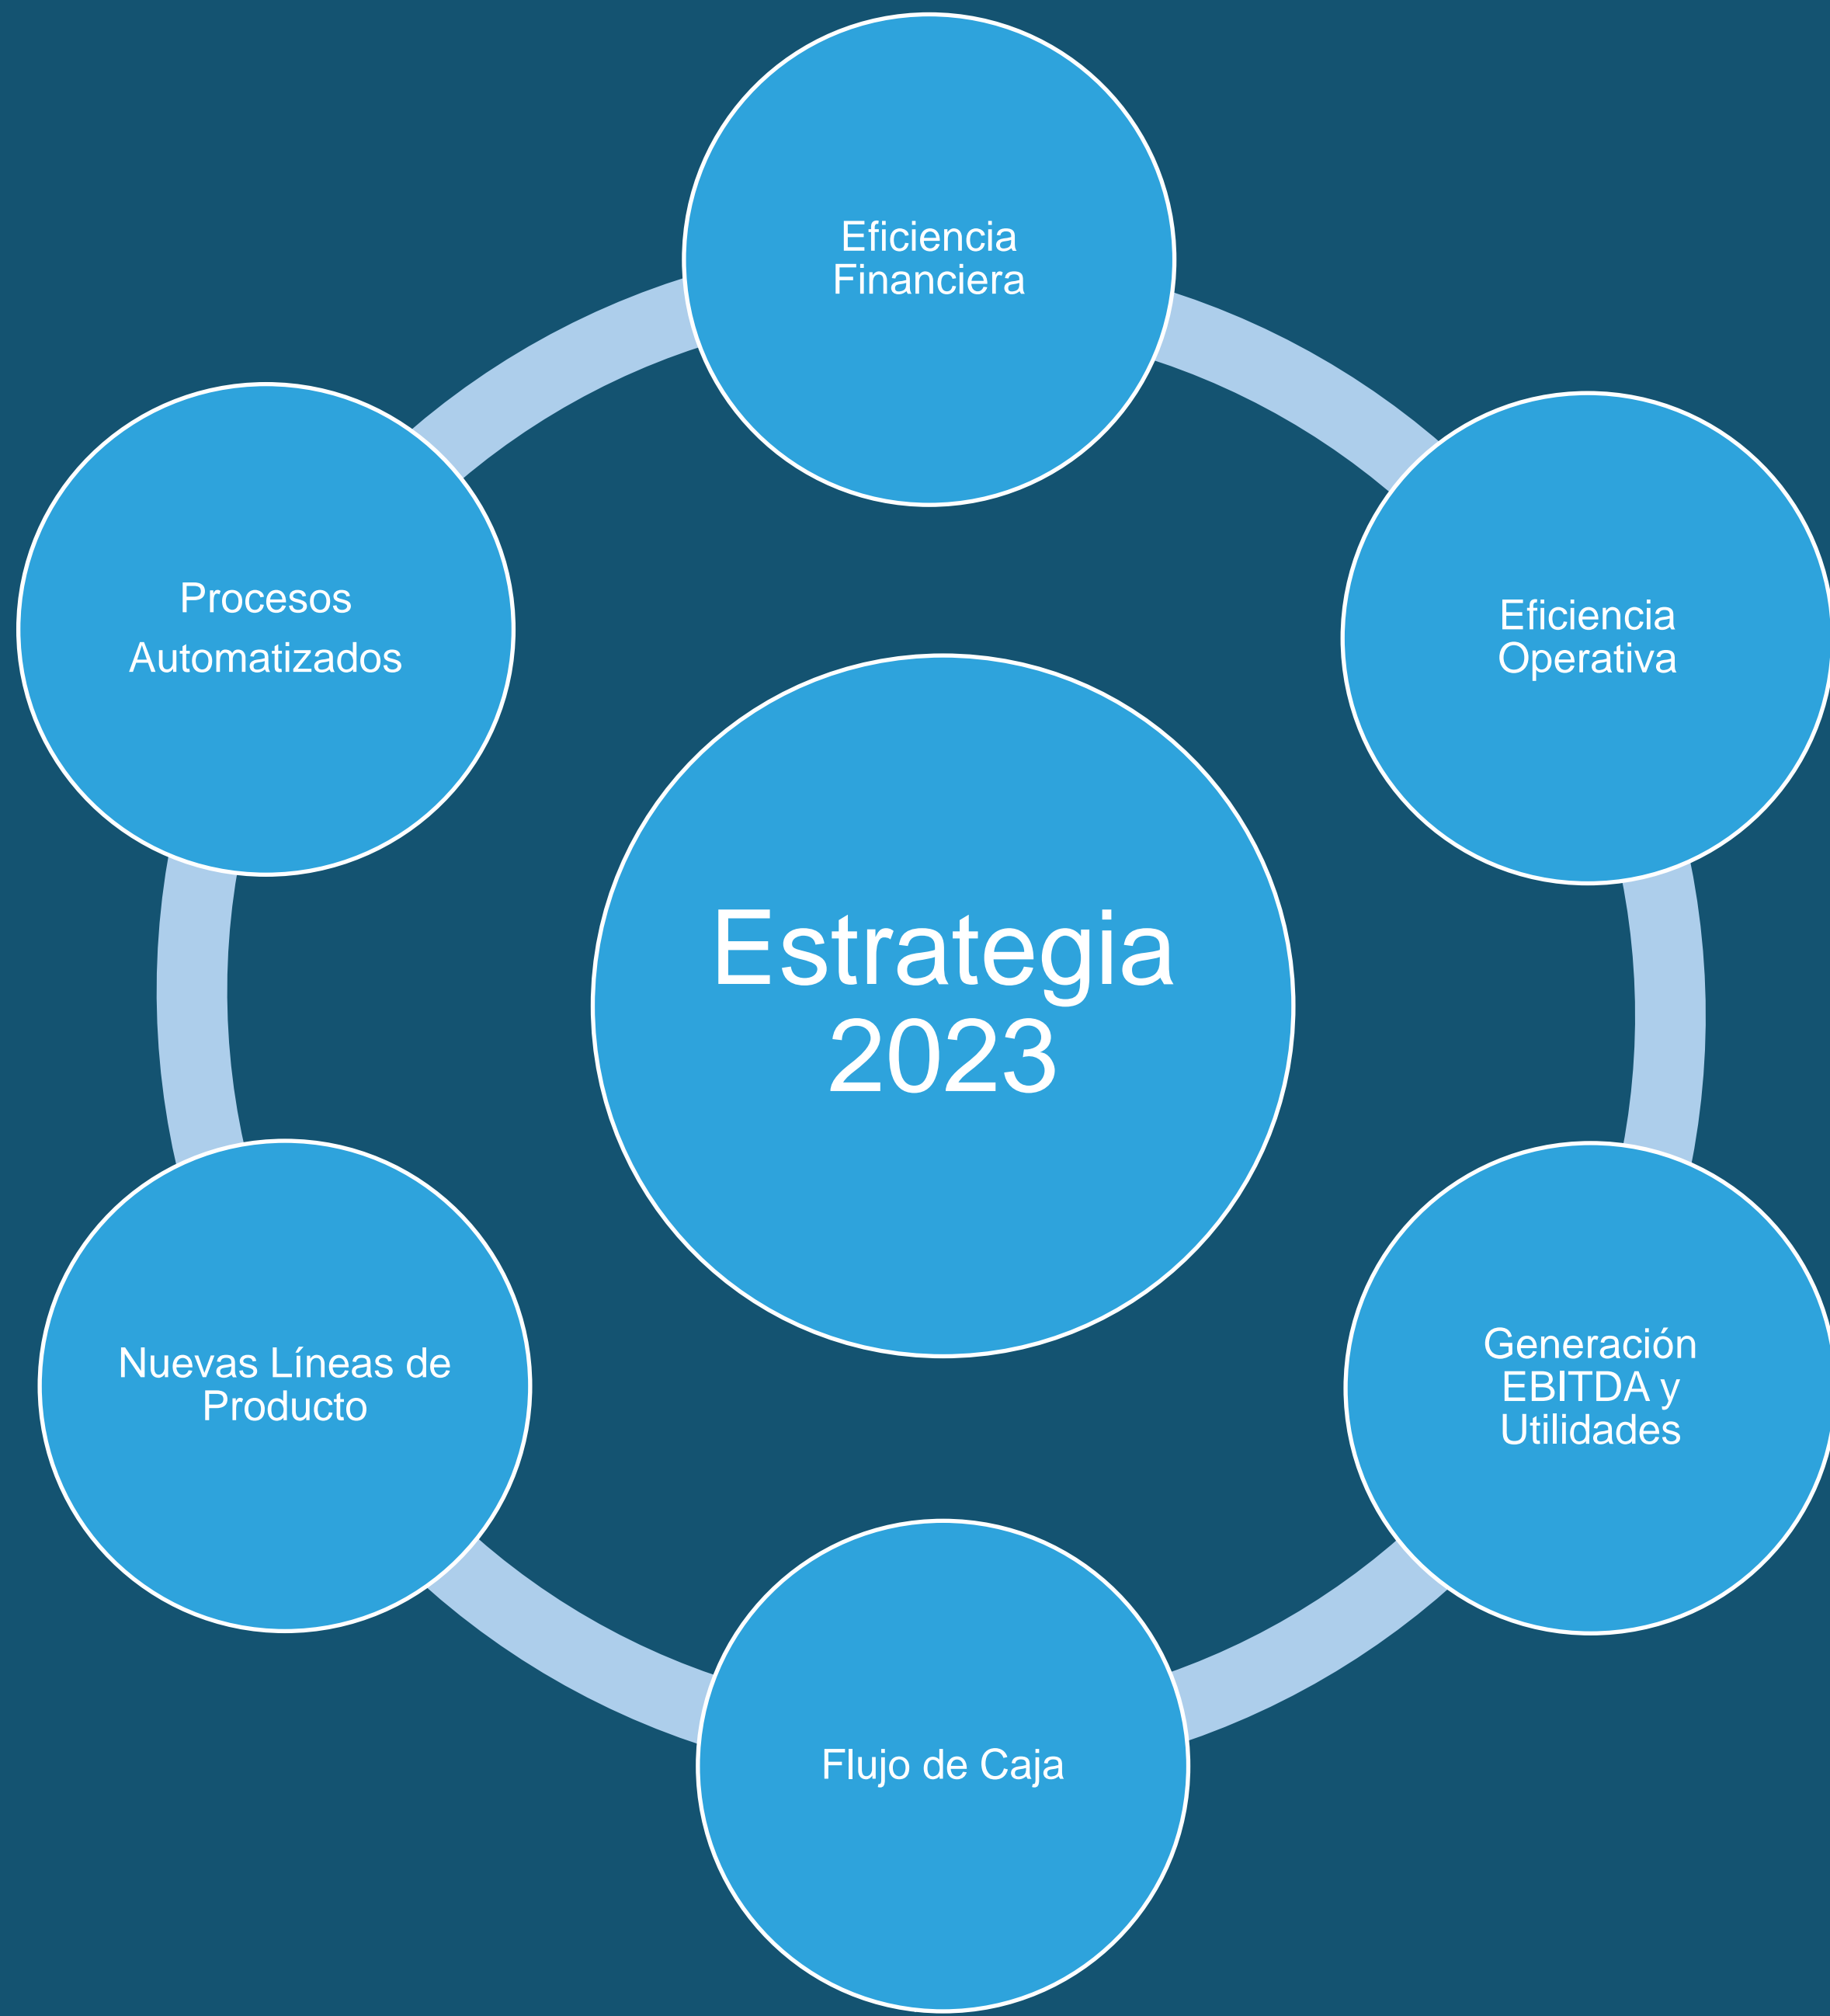 Eficiencia
Financiera
Procesos
Automatizados
Eficiencia
Operativa
Estrategia
2023
Nuevas Líneas de
Producto
Generación
EBITDA y
Utilidades
Flujo de Caja